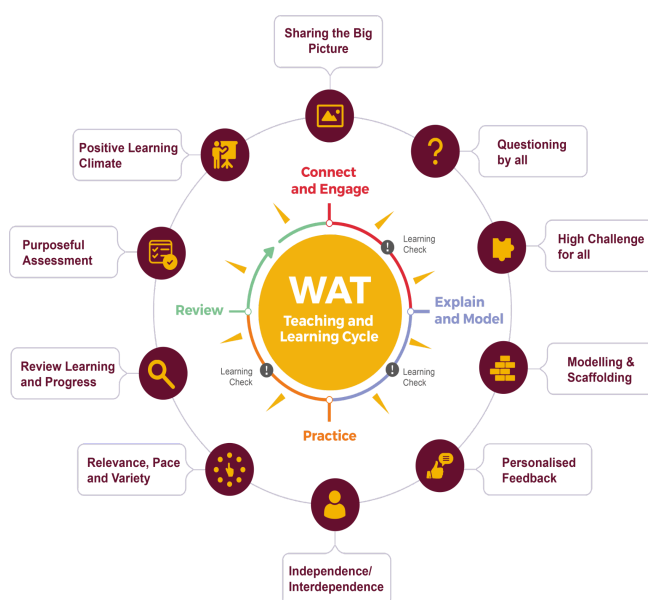 Sharing the Big
Picture
Questioning
by all
High Challenge
for all
Modelling &
Scaffolding
Personalised
Feedback
Independence/
Interdependence
Relevance, Pace
and Variety
Review Learning
and Progress
Purposeful
Assessment
Positive Learning
Climate
Connect
and Engage
Learning
Check
Explain
and Model
Learning
Check
Practice
Learning
Check
Review
WAT
Teaching and
Learning Cycle